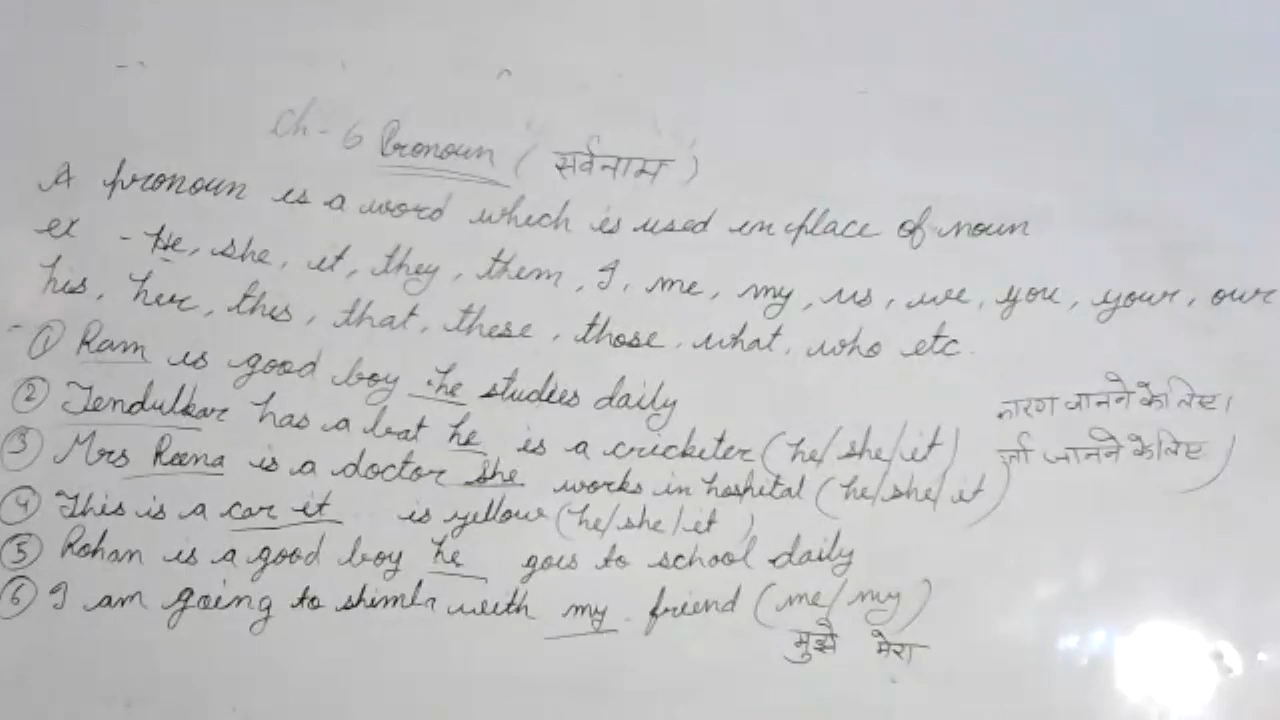 Ch-6 Pronoun (सर्वनाम)
A pronoun is a word which is used in place of noun
ex - He, she, it, they, them, I, me, my, us, we, you, your, our
his, her, this, that, these, those, what, who etc.
① Ram is good boy he studies daily
② Tendulkar has a bat he is a cricketer (he/she/it)
कारण जानने के लिए।
③ Mrs Reena is a doctor she works in hospital (he/she/it)
जानने के लिए)
④ This is a car it is yellow (he/she/it)
⑤ Rohan is a good boy he goes to school daily
⑥ I am going to shimla with my friend (me/my)
मुझे मेरा